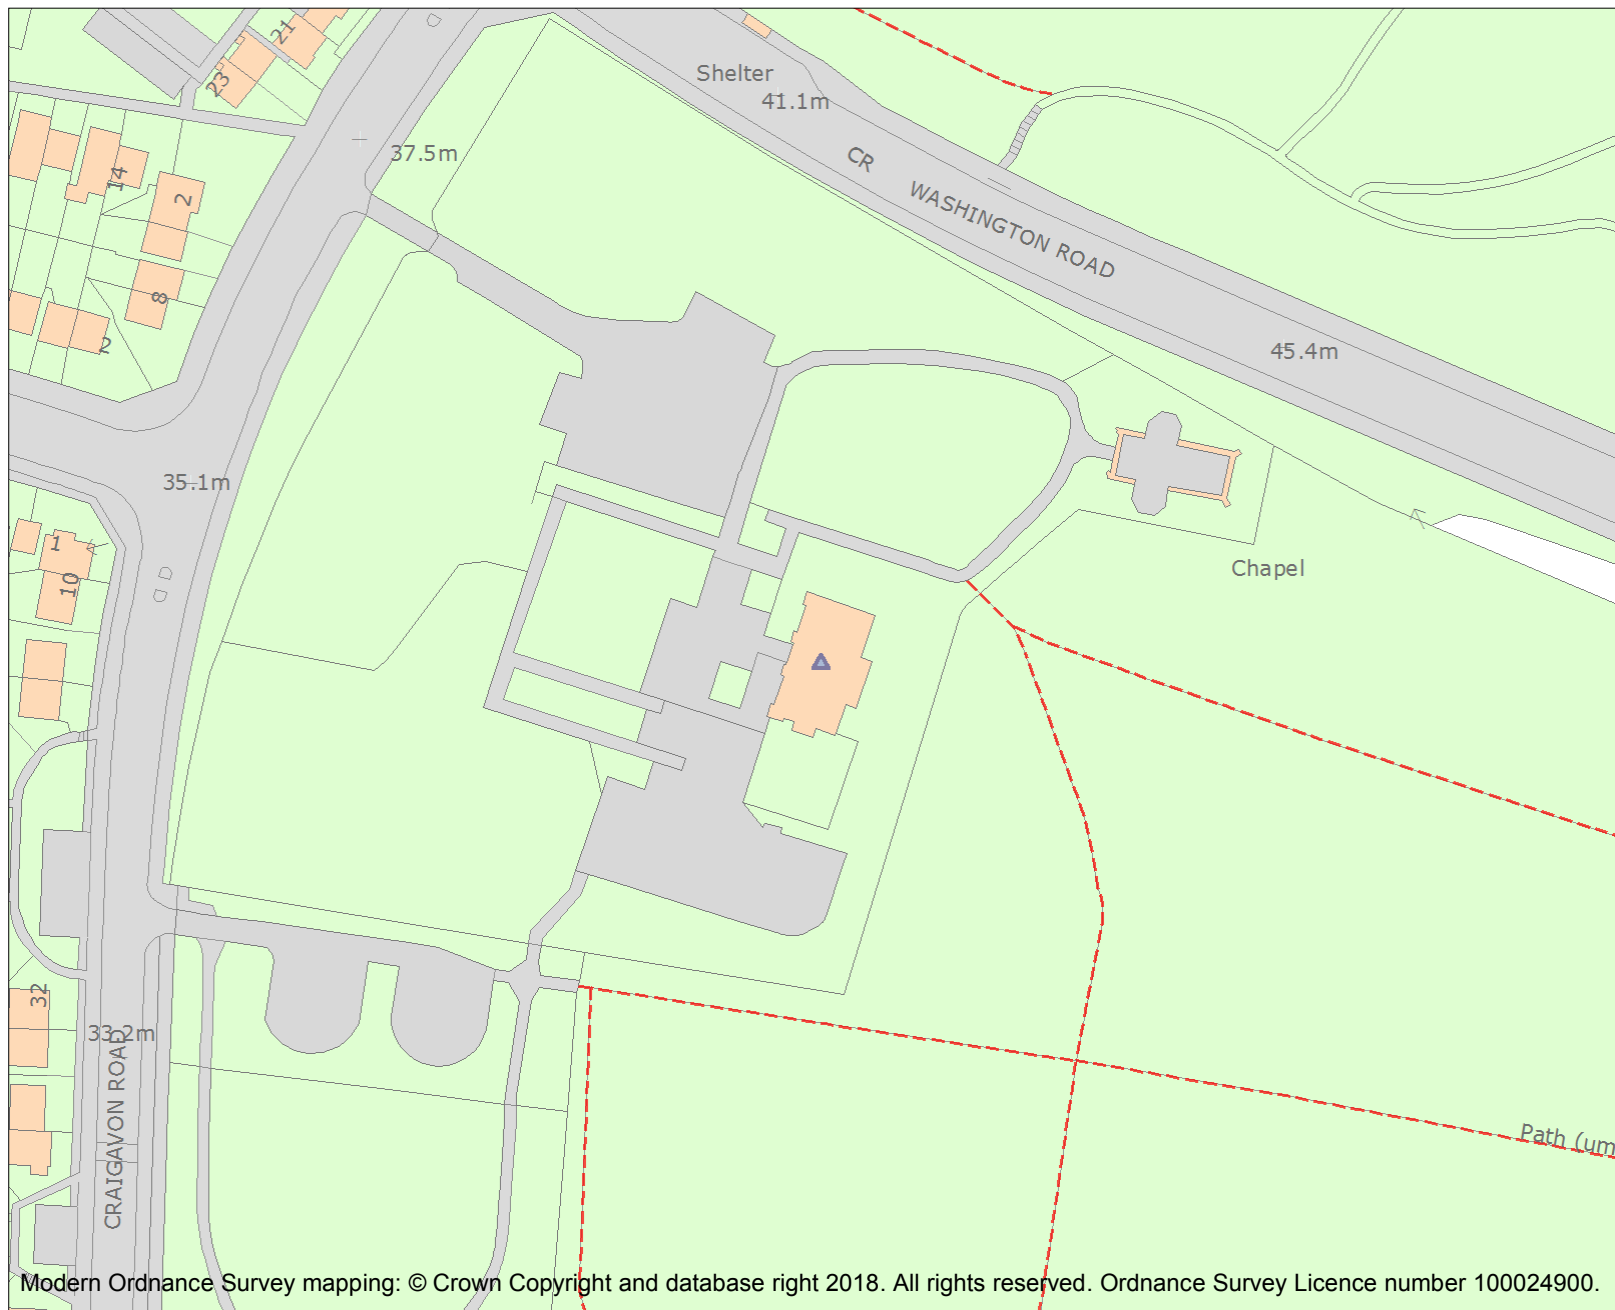 21
23
Shelter
41.1m
37.5m
CR
WASHINGTON ROAD
14
2
8
2
45.4m
35.1m
1
10
Chapel
32
33.2m
CRAIGAVON ROAD
Path (um
Modern Ordnance Survey mapping: © Crown Copyright and database right 2018. All rights reserved. Ordnance Survey Licence number 100024900.